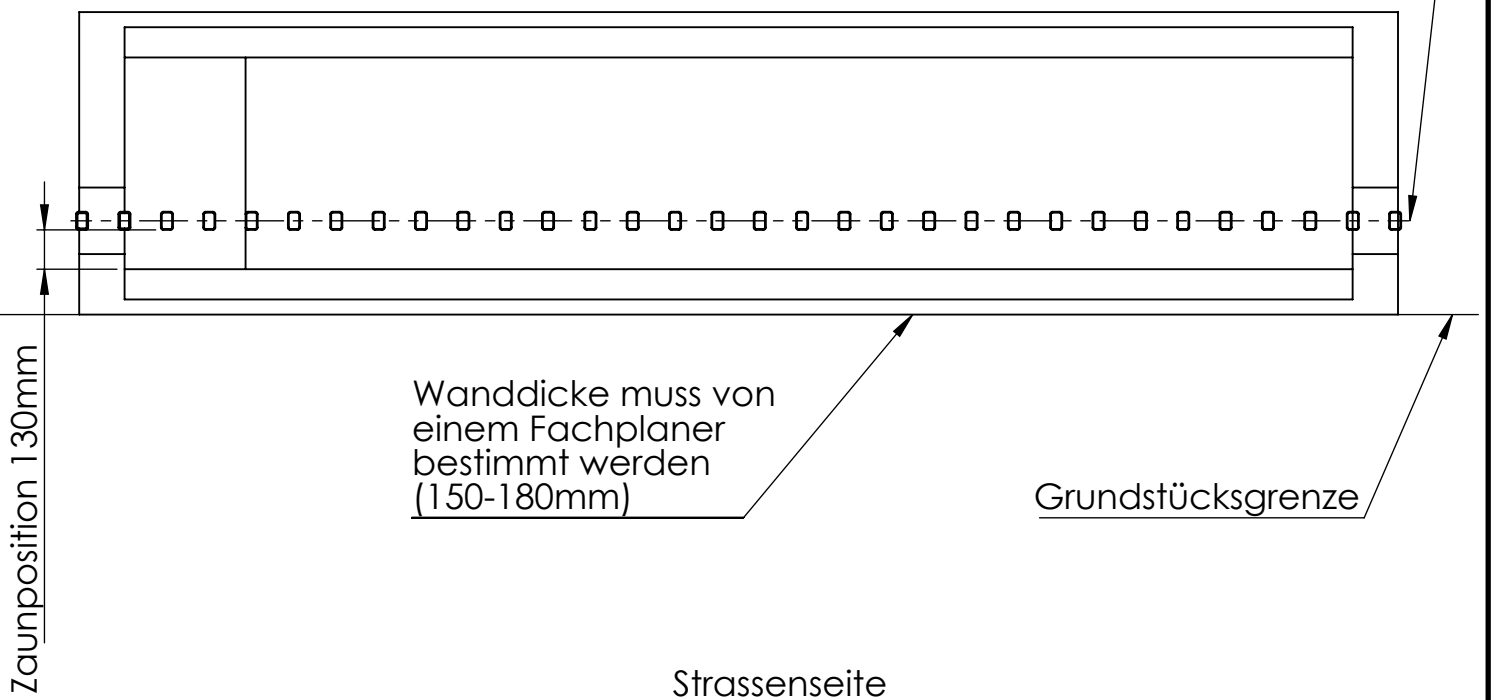 Zaunposition 130mm
Wanddicke muss von
einem Fachplaner
bestimmt werden
(150-180mm)
Grundstücksgrenze
Strassenseite